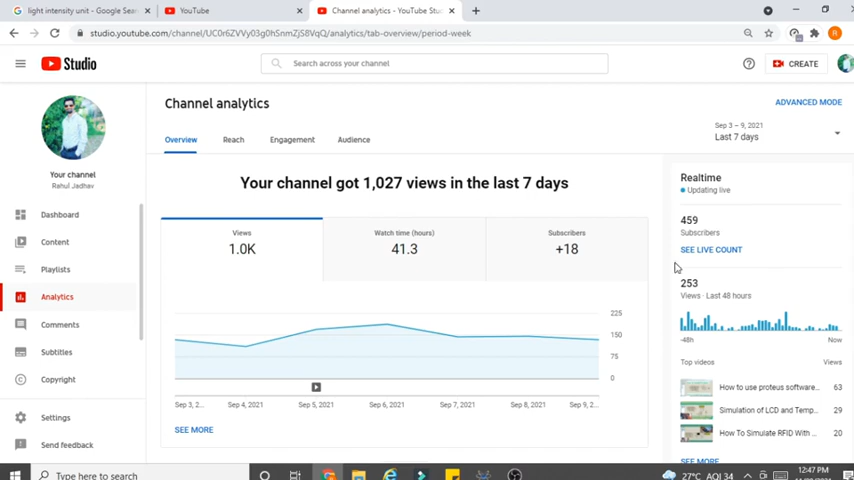 light intensity unit - Google Sear
YouTube
Channel analytics - YouTube Stu
studio.youtube.com/channel/UC0r6ZVVy03g0hSnmZjS8VqQ/analytics/tab-overview/period-week
R
Studio
Search across your channel
CREATE
Your channel
Rahul Jadhav
Dashboard
Content
Playlists
Analytics
Comments
Subtitles
Copyright
Settings
Send feedback
Channel analytics
ADVANCED MODE
Overview
Reach
Engagement
Audience
Sep 3 – 9, 2021
Last 7 days
Your channel got 1,027 views in the last 7 days
Views
1.0K
Watch time (hours)
41.3
Subscribers
+18
225
150
75
0
Sep 3, 2...
Sep 4, 2021
Sep 5, 2021
Sep 6, 2021
Sep 7, 2021
Sep 8, 2021
Sep 9, 2...
SEE MORE
Realtime
Updating live
459
Subscribers
SEE LIVE COUNT
253
Views · Last 48 hours
-48h
Now
Top videos
Views
How to use proteus software...
63
Simulation of LCD and Temp...
29
How To Simulate RFID With ...
20
SEE MORE
Type here to search
27°C AQI 34
12:47 PM